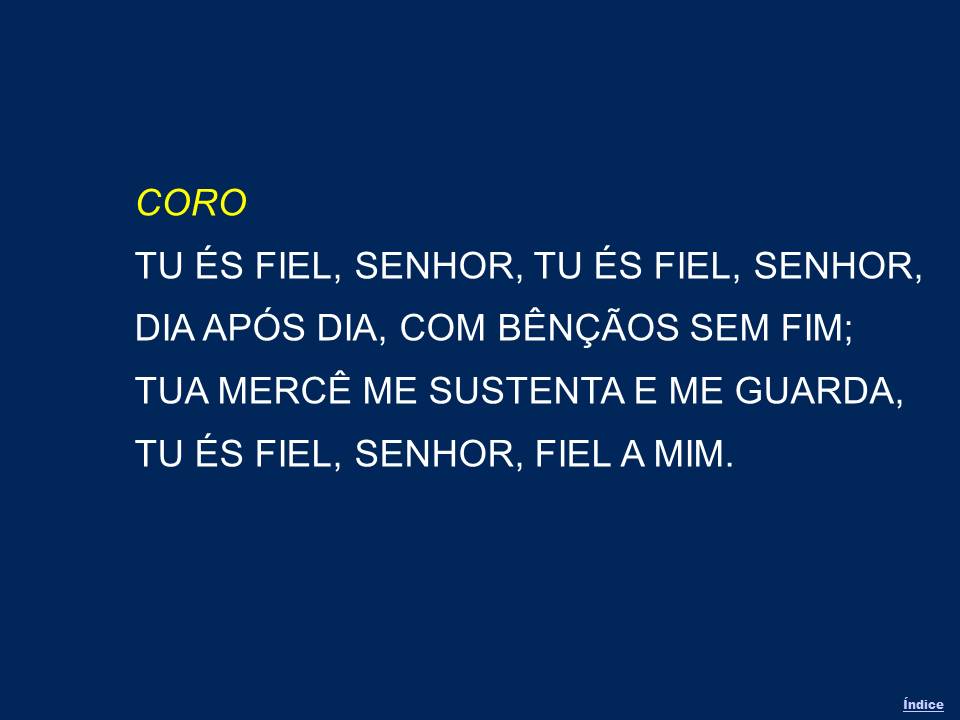 CORO
TU ÉS FIEL, SENHOR, TU ÉS FIEL, SENHOR,
DIA APÓS DIA, COM BÊNÇÃOS SEM FIM;
TUA MERCÊ ME SUSTENTA E ME GUARDA,
TU ÉS FIEL, SENHOR, FIEL A MIM.
Índice